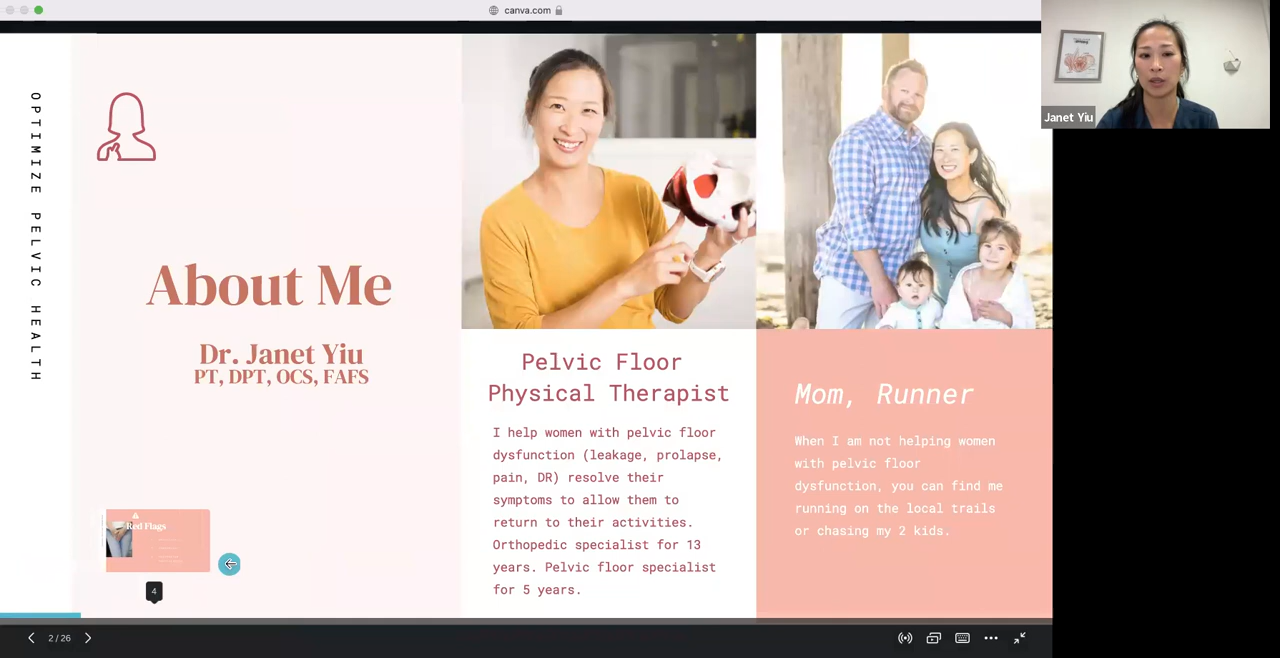 canva.com
Janet Yiu
OPTIMIZE PELVIC HEALTH
About Me
Dr. Janet Yiu
PT, DPT, OCS, FAFS
Pelvic Floor
Physical Therapist
I help women with pelvic floor
dysfunction (leakage, prolapse,
pain, DR) resolve their
symptoms to allow them to
return to their activities.
Orthopedic specialist for 13
years. Pelvic floor specialist
for 5 years.
Mom, Runner
When I am not helping women
with pelvic floor
dysfunction, you can find me
running on the local trails
or chasing my 2 kids.
Red Flags
4
2 / 26